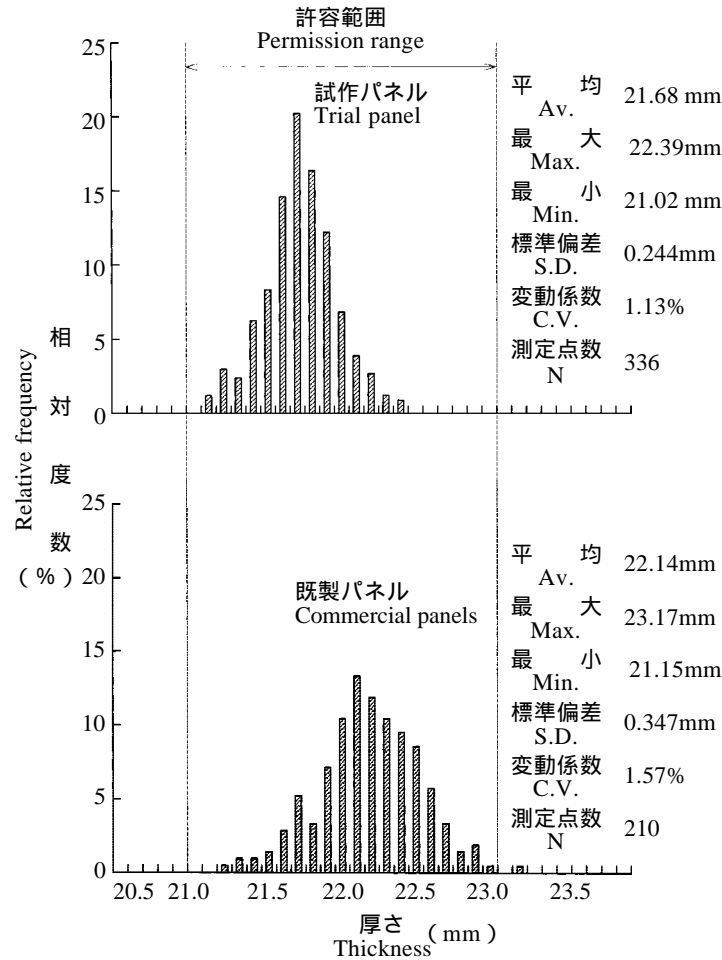 許容範囲
Permission range
試作パネル
Trial panel
25
20
15
10
5
0
平 均 21.68 mm
Av.
最 大 22.39mm
Max.
最 小 21.02 mm
Min.
標準偏差 0.244mm
S.D.
変動係数 1.13%
C.V.
測定点数 336
N
相対度数
(%)
Relative frequency
既製パネル
Commercial panels
25
20
15
10
5
0
平 均 22.14mm
Av.
最 大 23.17mm
Max.
最 小 21.15mm
Min.
標準偏差 0.347mm
S.D.
変動係数 1.57%
C.V.
測定点数 210
N
20.5 21.0 21.5 22.0 22.5 23.0 23.5
厚さ (mm)
Thickness